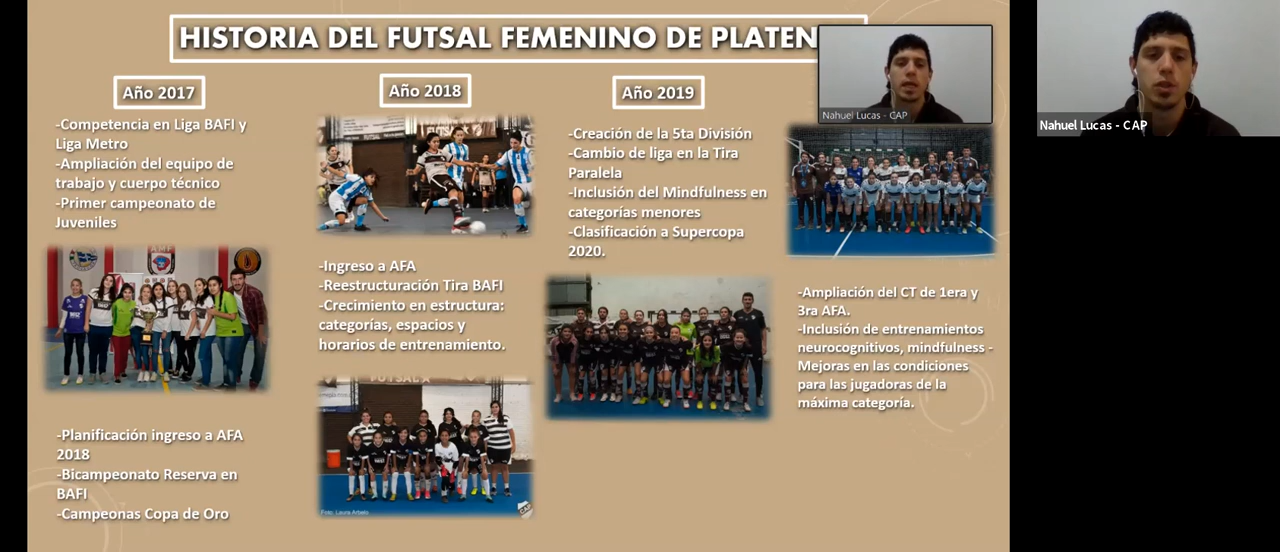 HISTORIA DEL FUTSAL FEMENINO DE PLATEN
Nahuel Lucas - CAP
Nahuel Lucas - CAP
Año 2017
-Competencia en Liga BAFI y
Liga Metro
-Ampliación del equipo de
trabajo y cuerpo técnico
-Primer campeonato de
Juveniles
-Planificación ingreso a AFA
2018
-Bicampeonato Reserva en
BAFI
-Campeonas Copa de Oro
Año 2018
-Ingreso a AFA
-Reestructuración Tira BAFI
-Crecimiento en estructura:
categorías, espacios y
horarios de entrenamiento.
Foto: Laura Arbelo
CAP
Año 2019
-Creación de la 5ta División
-Cambio de liga en la Tira
Paralela
-Inclusión del Mindfulness en
categorías menores
-Clasificación a Supercopa
2020.
-Ampliación del CT de 1era y
3ra AFA.
-Inclusión de entrenamientos
neurocognitivos, mindfulness -
Mejoras en las condiciones
para las jugadoras de la
máxima categoría.